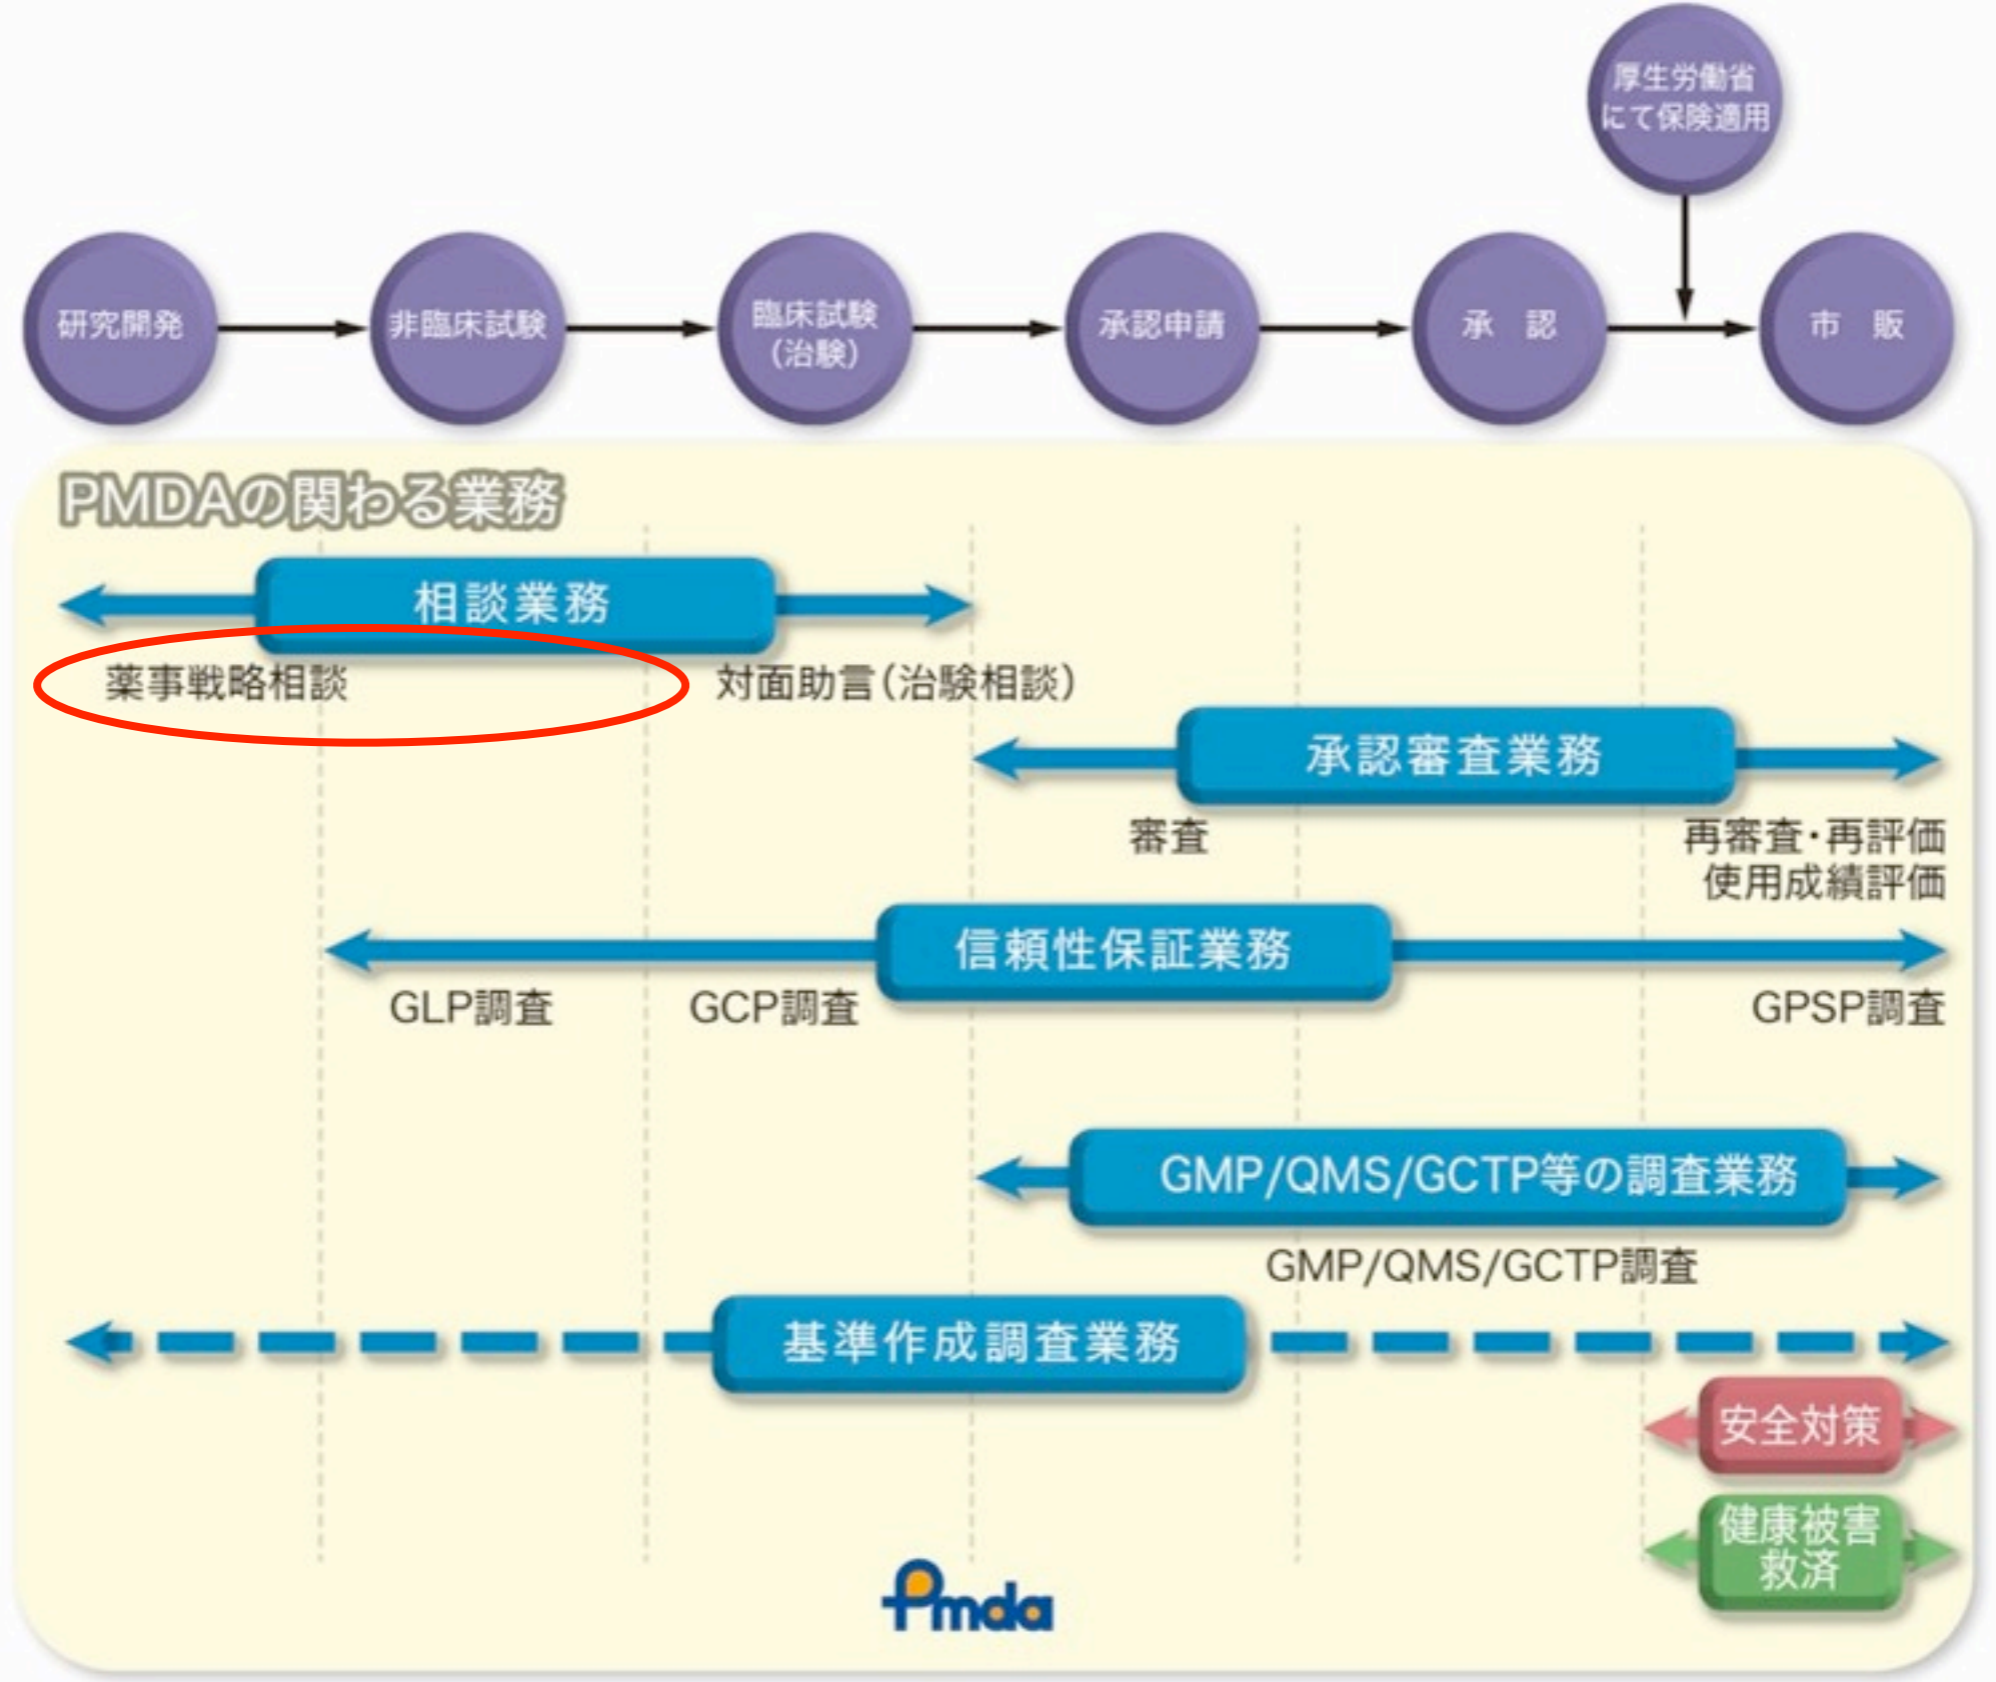 厚生労働省
にて保険適用
研究開発
非臨床試験
臨床試験
(治験)
承認申請
承 認
市 販
PMDAの関わる業務
相談業務
薬事戦略相談
対面助言(治験相談)
承認審査業務
審査
再審査・再評価
使用成績評価
信頼性保証業務
GLP調査
GCP調査
GPSP調査
GMP/QMS/GCTP等の調査業務
GMP/QMS/GCTP調査
基準作成調査業務
安全対策
健康被害
救済
Pmda